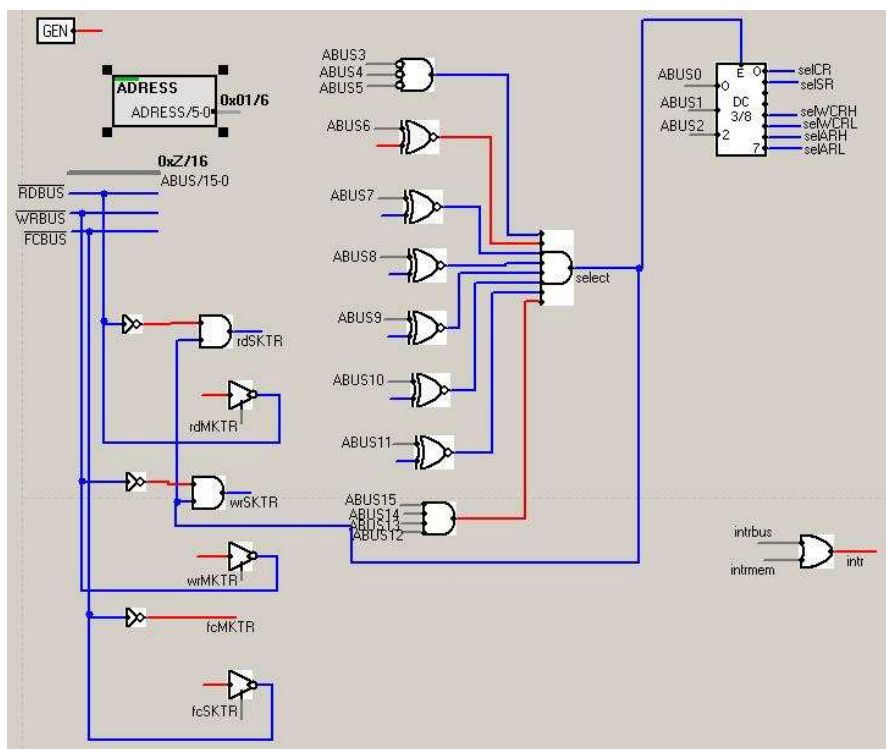 GEN
ADRESS
ADRESS/5-0
0x01/6
0xZ/16
ABUS/15-0
RDBUS
WRBUS
FCBUS
rdSKTR
rdMKTR
wrSKTR
wrMKTR
fcMKTR
fcSKTR
ABUS3
ABUS4
ABUS5
ABUS6
ABUS7
ABUS8
ABUS9
ABUS10
ABUS11
ABUS15
ABUS14
ABUS13
ABUS12
select
ABUS0
ABUS1
ABUS2
E 0
0
DC
3/8
2
7
selCR
selSR
selWCRH
selWCRL
selARH
selARL
intrbus
intrmem
intr